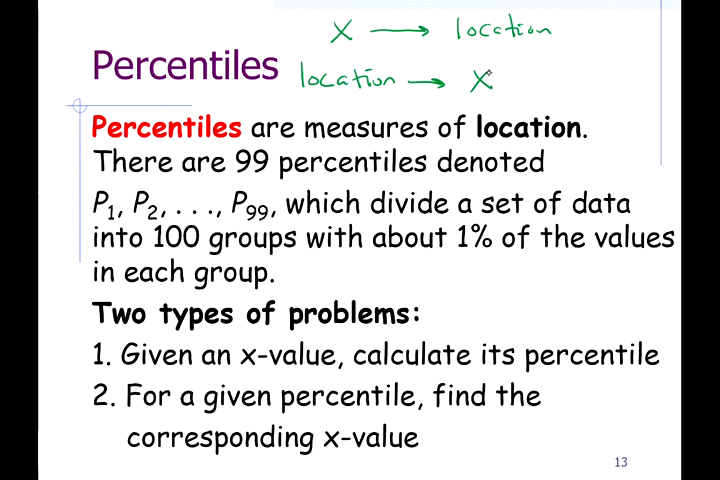 x → location
Percentiles
location → x
Percentiles are measures of location.
There are 99 percentiles denoted
P₁, P₂, . . ., P₉₉, which divide a set of data
into 100 groups with about 1% of the values
in each group.
Two types of problems:
1. Given an x-value, calculate its percentile
2. For a given percentile, find the
corresponding x-value
13